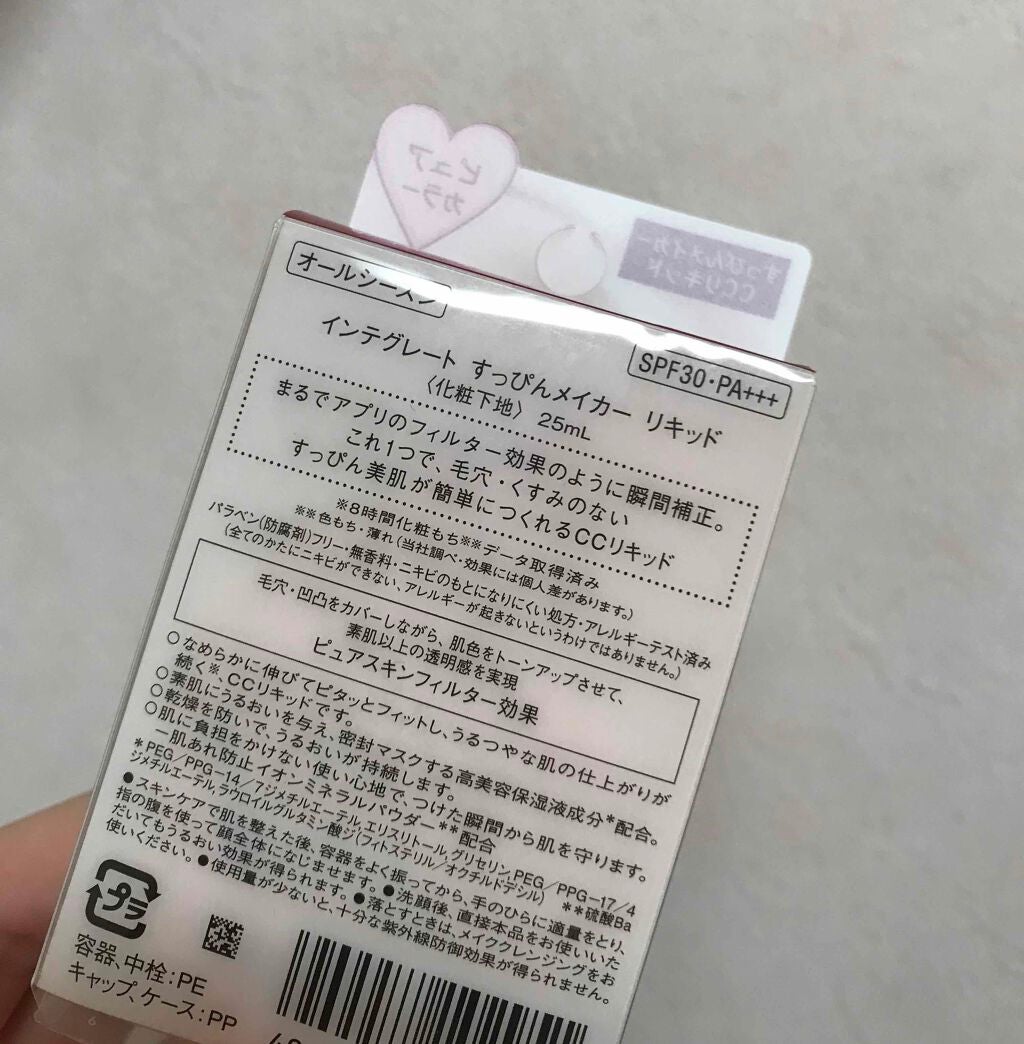 ピュア
カラー
すっぴんメイカー
CCリキッド
オールシーズン
SPF30・PA+++
インテグレート すっぴんメイカー リキッド
〈化粧下地〉 25mL
まるでアプリのフィルター効果のように瞬間補正。
これ1つで、毛穴・くすみのない
すっぴん美肌が簡単につくれるCCリキッド
※8時間化粧もち※※データ取得済み
※※色もち・薄れ(当社調べ・効果には個人差があります。)
パラベン(防腐剤)フリー・無香料・ニキビのもとになりにくい処方・アレルギーテスト済み
(全てのかたにニキビができない、アレルギーが起きないというわけではありません。)
毛穴・凹凸をカバーしながら、肌色をトーンアップさせて、
素肌以上の透明感を実現
ピュアスキンフィルター効果
○なめらかに伸びてピタッとフィットし、うるつやな肌の仕上がりが
続く※、CCリキッドです。
○素肌にうるおいを与え、密封マスクする高美容保湿液成分*配合。
○乾燥を防いで、うるおいが持続します。
○肌に負担をかけない使い心地で、つけた瞬間から肌を守ります。
ー肌あれ防止イオンミネラルパウダー**配合
*PEG/PPG-14/7ジメチルエーテル、エリスリトール、グリセリン、PEG/PPG-17/4
ジメチルエーテル、ラウロイルグルタミン酸ジ(フィトステリル/オクチルドデシル) **硫酸Ba
●スキンケアで肌を整えた後、容器をよく振ってから、手のひらに適量をとり、
指の腹を使って顔全体になじませます。●洗顔後、直接本品をお使いいた
だいてもうるおい効果が得られます。●落とすときは、メイククレンジングをお
使いください。●使用量が少ないと、十分な紫外線防御効果が得られません。
プラ
容器、中栓:PE
キャップ、ケース:PP